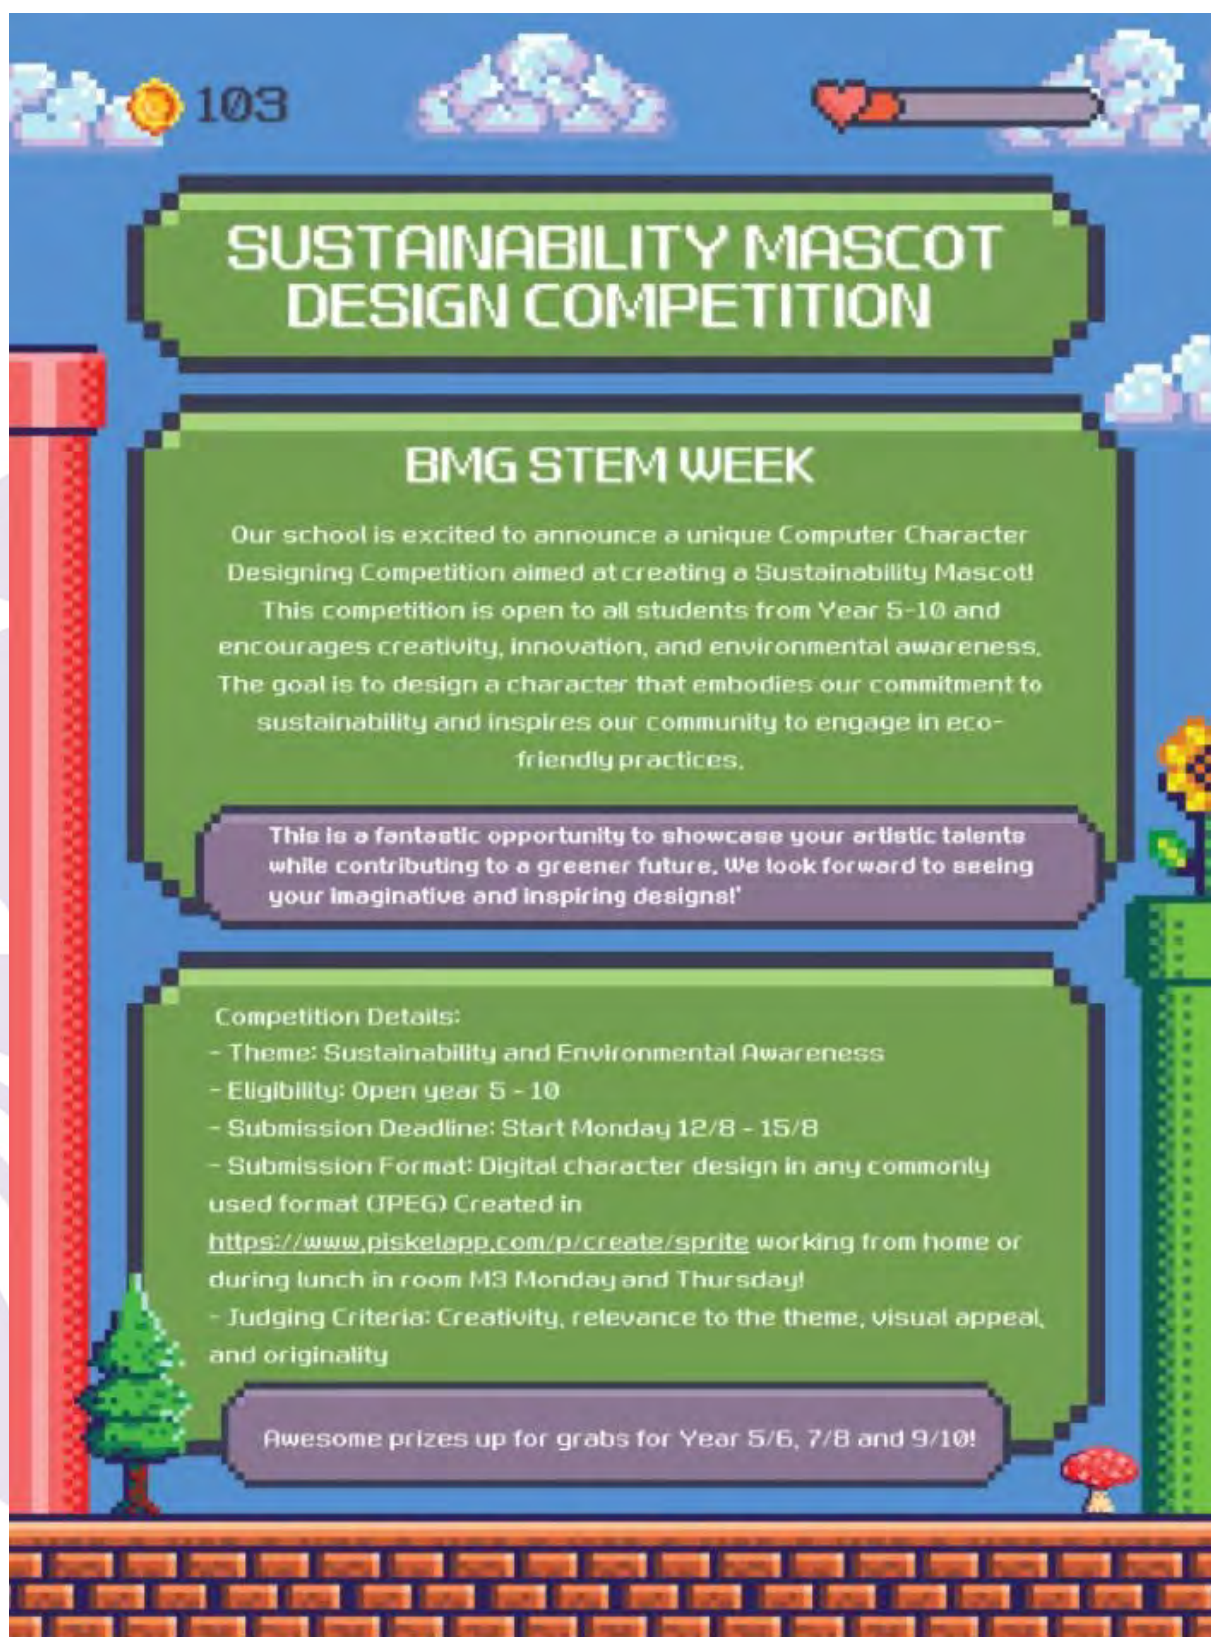 103
SUSTAINABILITY MASCOT
DESIGN COMPETITION
BMG STEM WEEK
Our school is excited to announce a unique Computer Character
Designing Competition aimed at creating a Sustainability Mascot!
This competition is open to all students from Year 5-10 and
encourages creativity, innovation, and environmental awareness.
The goal is to design a character that embodies our commitment to
sustainability and inspires our community to engage in eco-
friendly practices.
This is a fantastic opportunity to showcase your artistic talents
while contributing to a greener future. We look forward to seeing
your imaginative and inspiring designs!'
Competition Details:
- Theme: Sustainability and Environmental Awareness
- Eligibility: Open year 5 - 10
- Submission Deadline: Start Monday 12/8 - 15/8
- Submission Format: Digital character design in any commonly
used format (JPEG) Created in
https://www.piskelapp.com/p/create/sprite working from home or
during lunch in room M3 Monday and Thursday!
- Judging Criteria: Creativity, relevance to the theme, visual appeal,
and originality
Awesome prizes up for grabs for Year 5/6, 7/8 and 9/10!